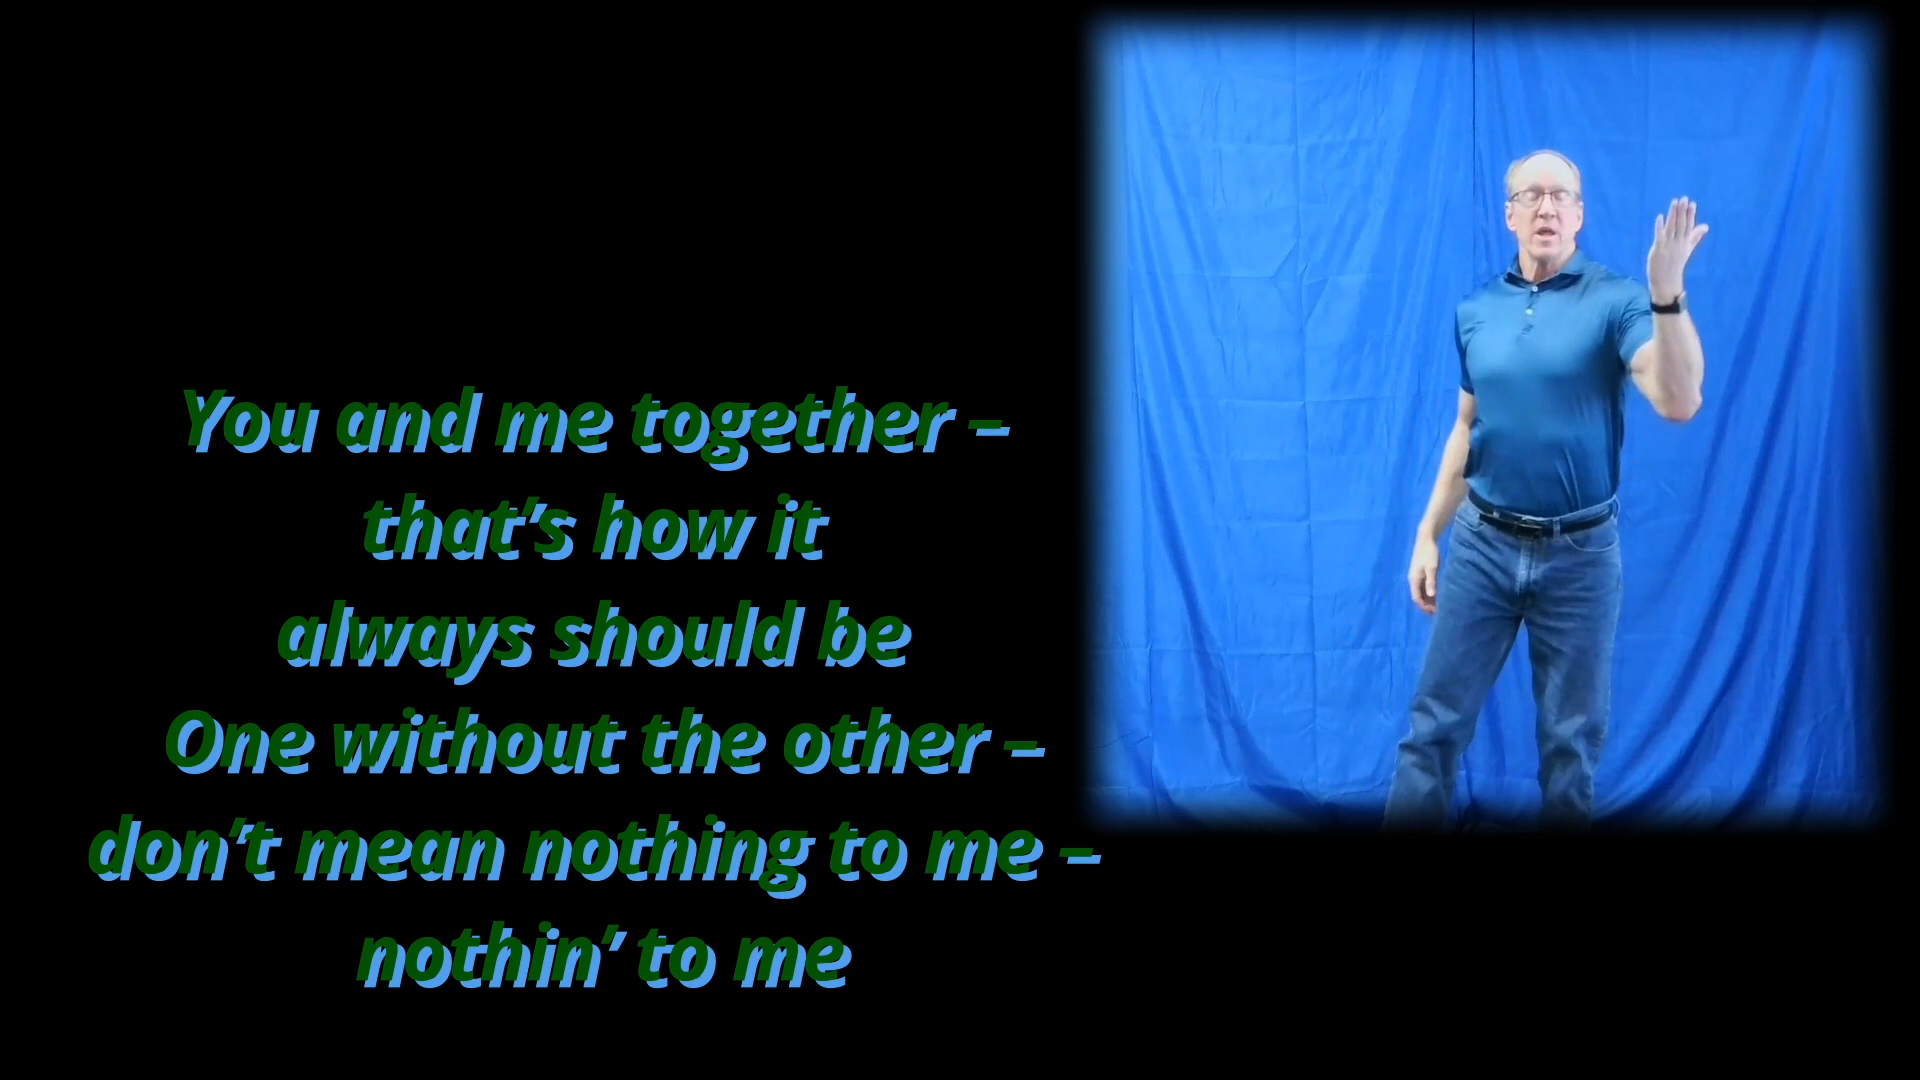 You and me together –
that’s how it
always should be
One without the other –
don’t mean nothing to me –
nothin’ to me